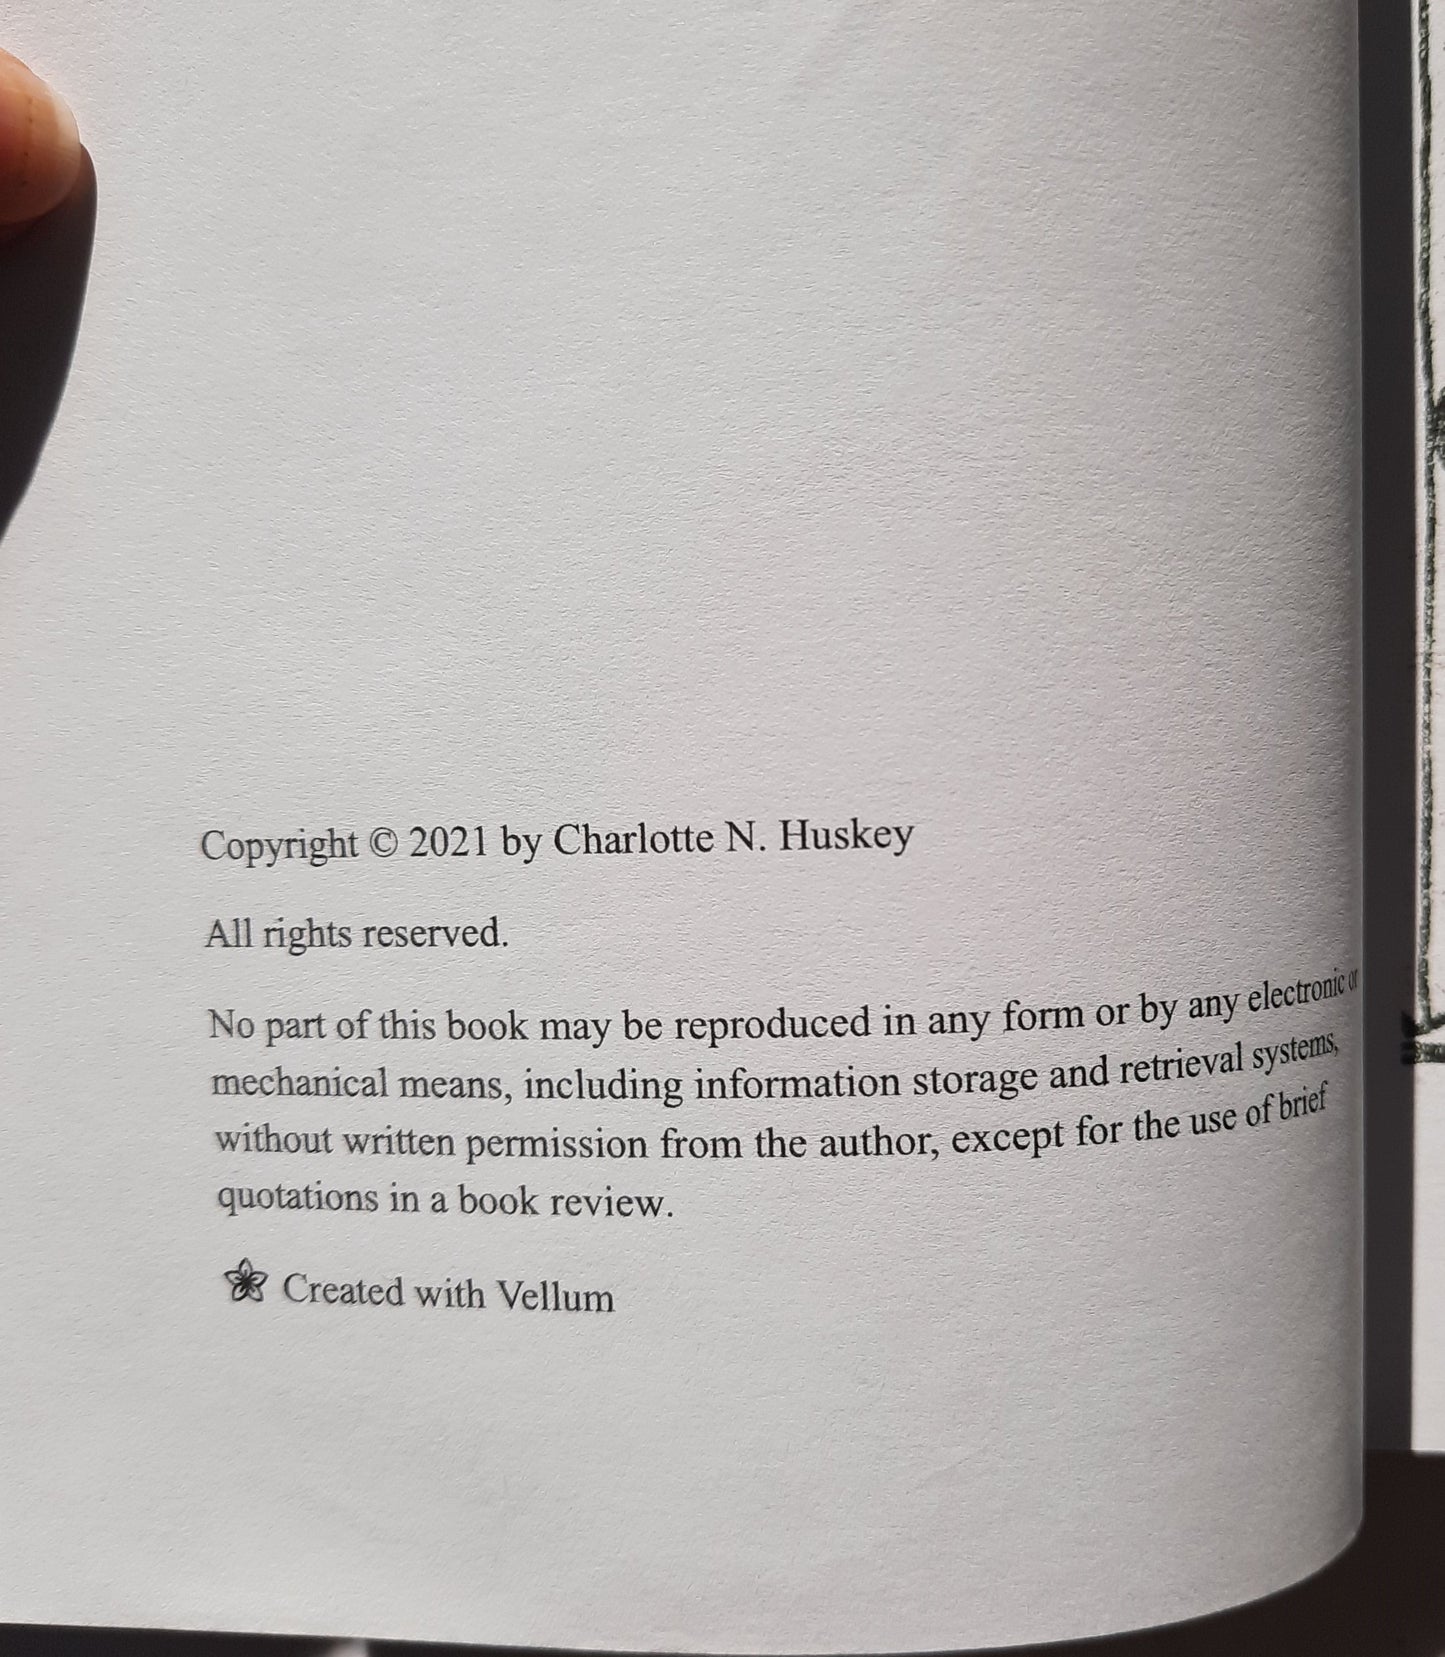 Copyright © 2021 by Charlotte N. Huskey
All rights reserved.
No part of this book may be reproduced in any form or by any electronic or
mechanical means, including information storage and retrieval systems,
without written permission from the author, except for the use of brief
quotations in a book review.
Created with Vellum